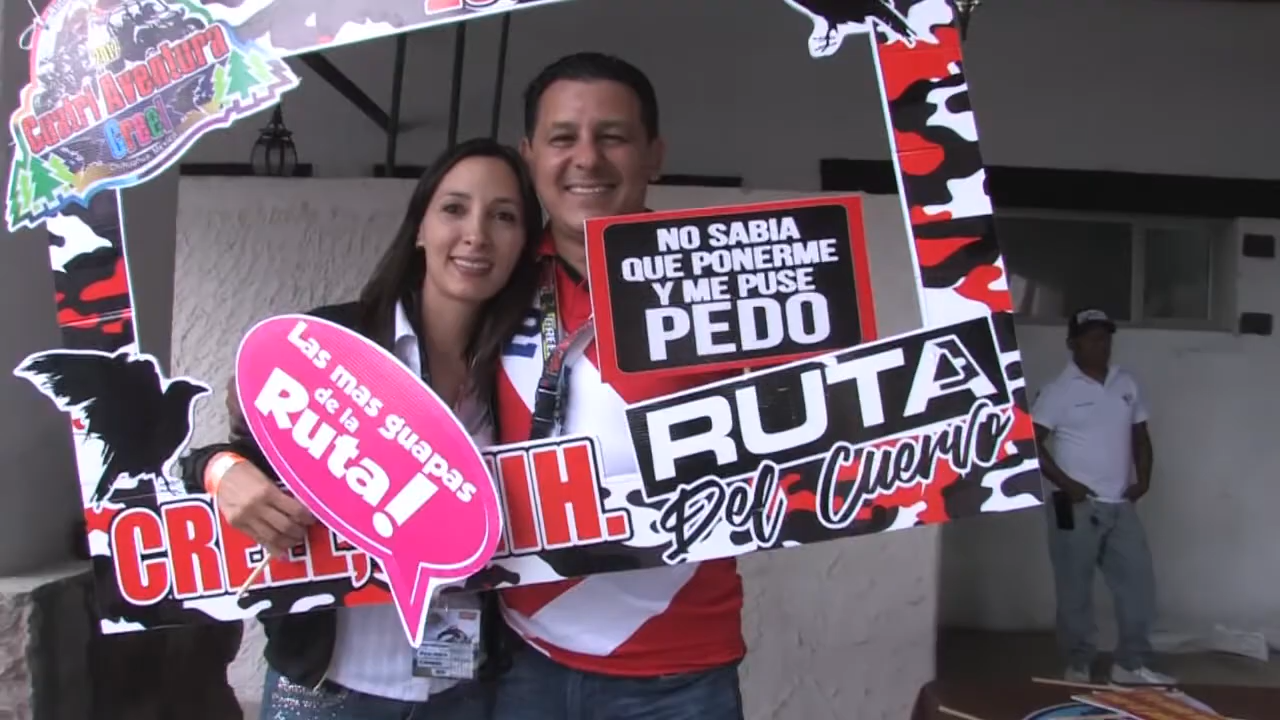 Cuatri Aventura
Creel
NO SABIA
QUE PONERME
Y ME PUSE
PEDO
Las mas guapas
de la
Ruta!
RUTA
Del Cuervo
CREEL, CHIH.